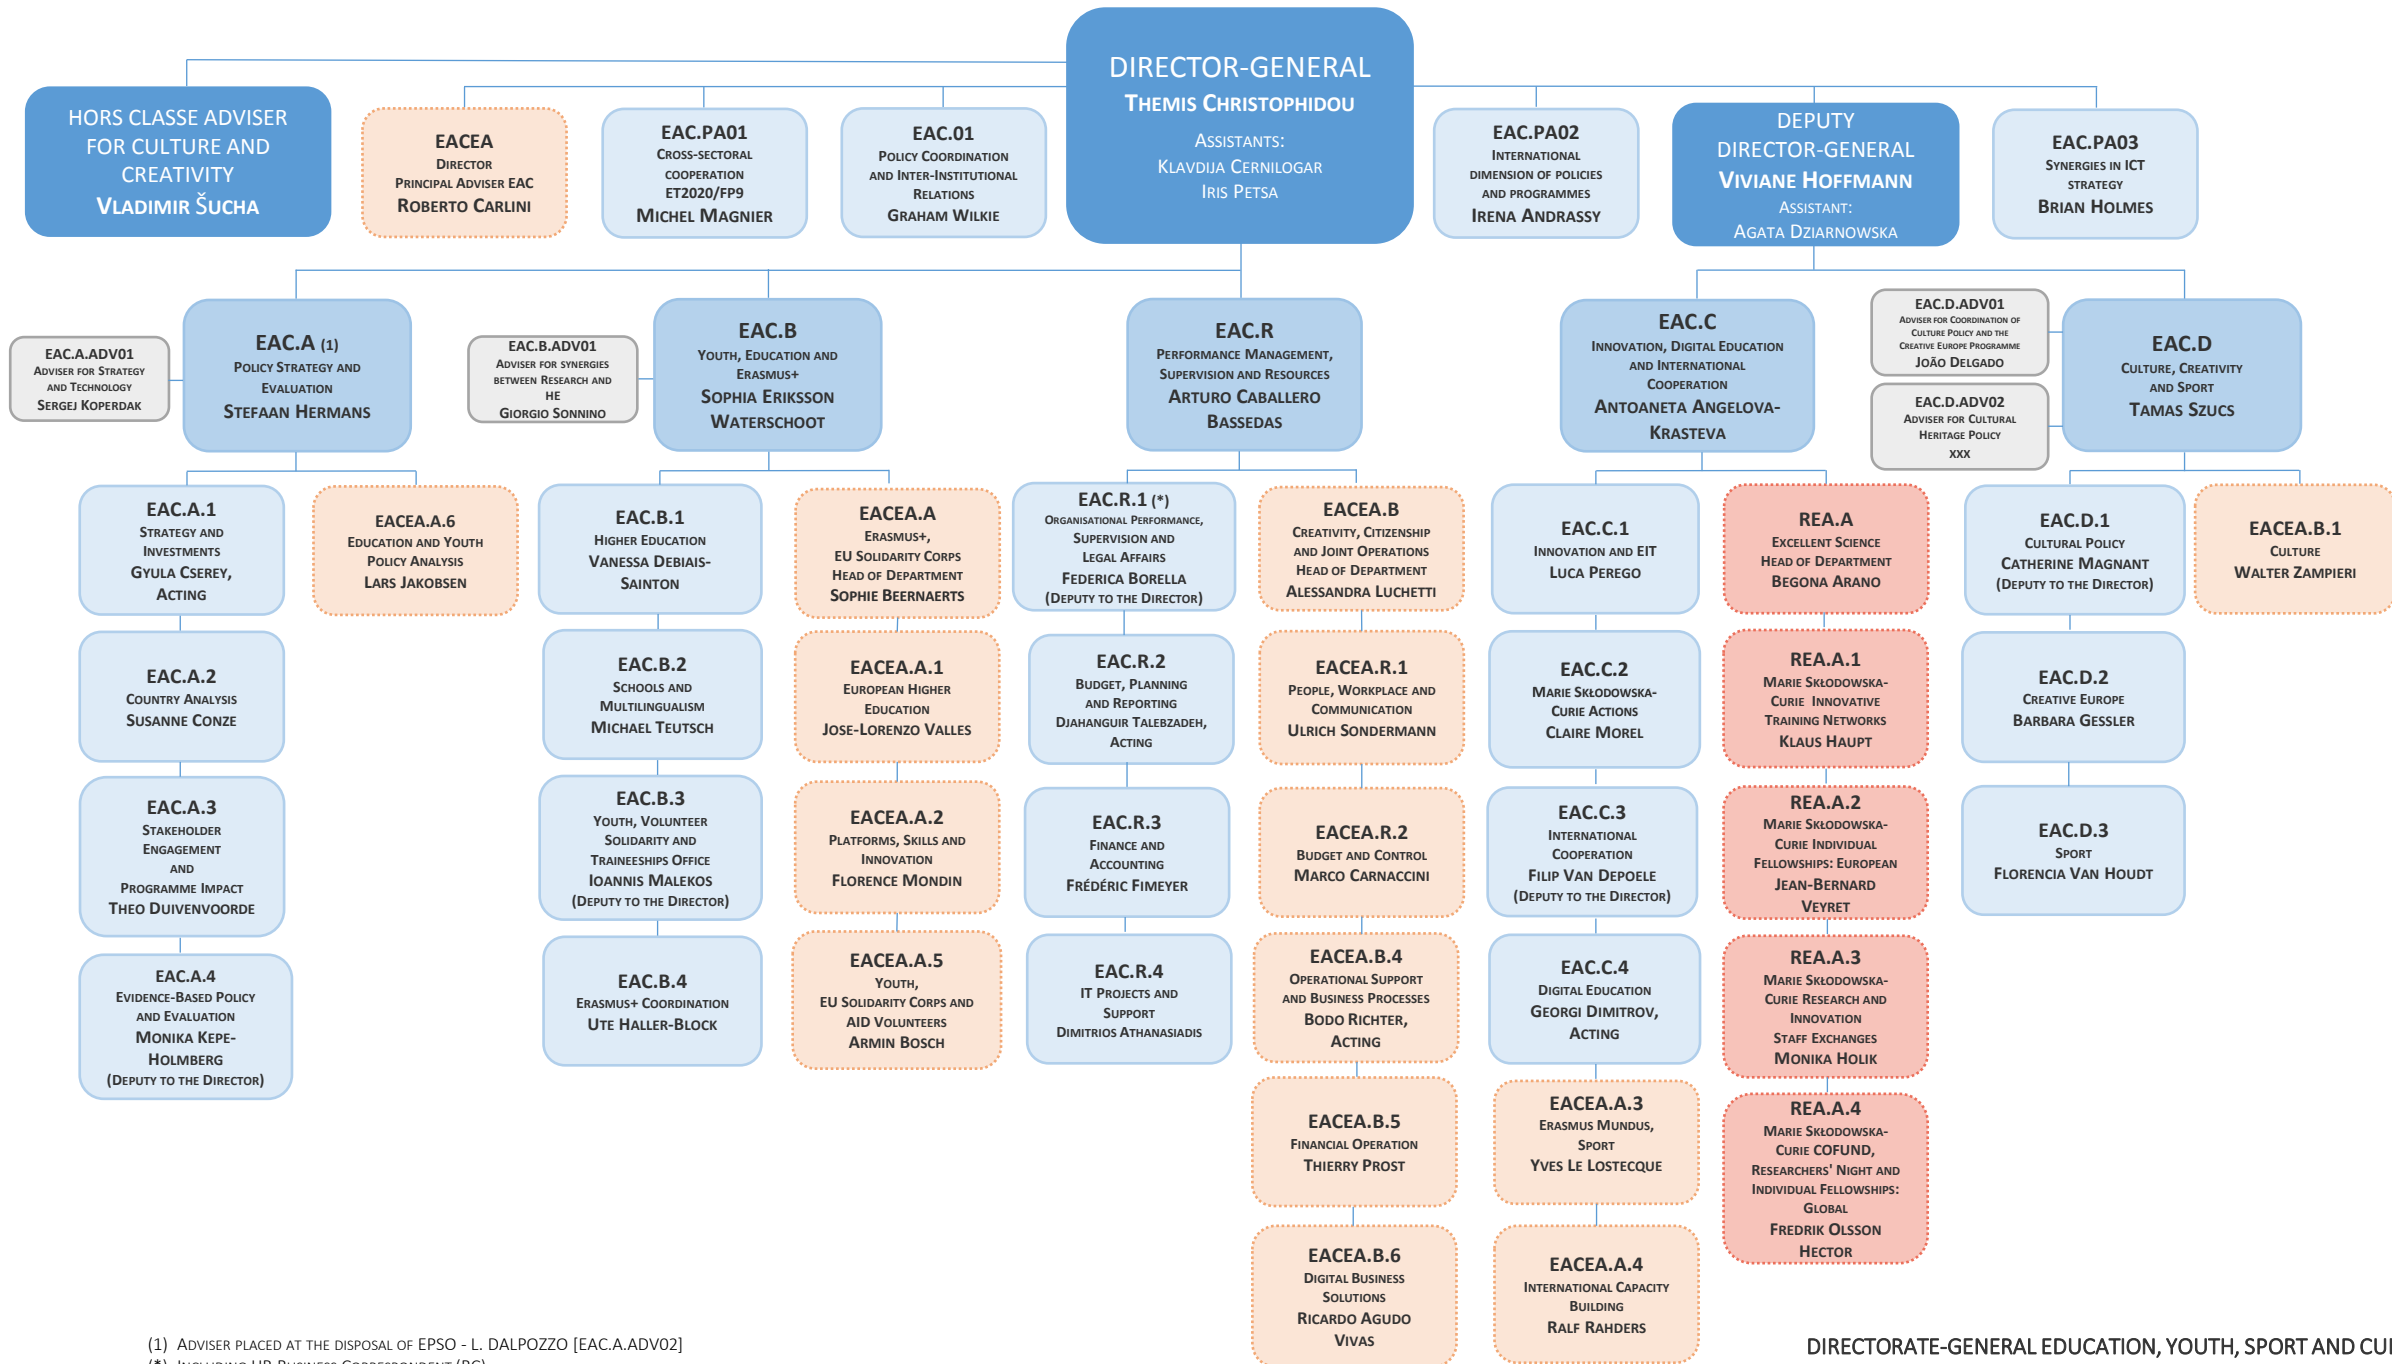 DIRECTOR-GENERAL
THEMIS CHRISTOPHIDOU
ASSISTANTS:
KLAVDIJA CERNILOGAR
IRIS PETSA
HORS CLASSE ADVISER
FOR CULTURE AND
CREATIVITY
VLADIMIR ŠUCHA
EACEA
DIRECTOR
PRINCIPAL ADVISER EAC
ROBERTO CARLINI
EAC.PA01
CROSS-SECTORAL
COOPERATION
ET2020/FP9
MICHEL MAGNIER
EAC.01
POLICY COORDINATION
AND INTER-INSTITUTIONAL
RELATIONS
GRAHAM WILKIE
EAC.PA02
INTERNATIONAL
DIMENSION OF POLICIES
AND PROGRAMMES
IRENA ANDRASSY
DEPUTY
DIRECTOR-GENERAL
VIVIANE HOFFMANN
ASSISTANT:
AGATA DZIARNOWSKA
EAC.PA03
SYNERGIES IN ICT
STRATEGY
BRIAN HOLMES
EAC.A.ADV01
ADVISER FOR STRATEGY
AND TECHNOLOGY
SERGEJ KOPERDAK
EAC.A (1)
POLICY STRATEGY AND
EVALUATION
STEFAAN HERMANS
EAC.B.ADV01
ADVISER FOR SYNERGIES
BETWEEN RESEARCH AND
HE
GIORGIO SONNINO
EAC.B
YOUTH, EDUCATION AND
ERASMUS+
SOPHIA ERIKSSON
WATERSCHOOT
EAC.R
PERFORMANCE MANAGEMENT,
SUPERVISION AND RESOURCES
ARTURO CABALLERO
BASSEDAS
EAC.C
INNOVATION, DIGITAL EDUCATION
AND INTERNATIONAL
COOPERATION
ANTOANETA ANGELOVA-
KRASTEVA
EAC.D.ADV01
ADVISER FOR COORDINATION OF
CULTURE POLICY AND THE
CREATIVE EUROPE PROGRAMME
JOÃO DELGADO
EAC.D.ADV02
ADVISER FOR CULTURAL
HERITAGE POLICY
XXX
EAC.D
CULTURE, CREATIVITY
AND SPORT
TAMAS SZUCS
EAC.A.1
STRATEGY AND
INVESTMENTS
GYULA CSEREY,
ACTING
EAC.A.2
COUNTRY ANALYSIS
SUSANNE CONZE
EAC.A.3
STAKEHOLDER
ENGAGEMENT
AND
PROGRAMME IMPACT
THEO DUIVENVOORDE
EAC.A.4
EVIDENCE-BASED POLICY
AND EVALUATION
MONIKA KEPE-
HOLMBERG
(DEPUTY TO THE DIRECTOR)
EACEA.A.6
EDUCATION AND YOUTH
POLICY ANALYSIS
LARS JAKOBSEN
EAC.B.1
HIGHER EDUCATION
VANESSA DEBIAIS-
SAINTON
EAC.B.2
SCHOOLS AND
MULTILINGUALISM
MICHAEL TEUTSCH
EAC.B.3
YOUTH, VOLUNTEER
SOLIDARITY AND
TRAINEESHIPS OFFICE
IOANNIS MALEKOS
(DEPUTY TO THE DIRECTOR)
EAC.B.4
ERASMUS+ COORDINATION
UTE HALLER-BLOCK
EACEA.A
ERASMUS+,
EU SOLIDARITY CORPS
HEAD OF DEPARTMENT
SOPHIE BEERNAERTS
EACEA.A.1
EUROPEAN HIGHER
EDUCATION
JOSE-LORENZO VALLES
EACEA.A.2
PLATFORMS, SKILLS AND
INNOVATION
FLORENCE MONDIN
EACEA.A.5
YOUTH,
EU SOLIDARITY CORPS AND
AID VOLUNTEERS
ARMIN BOSCH
EAC.R.1 (*)
ORGANISATIONAL PERFORMANCE,
SUPERVISION AND
LEGAL AFFAIRS
FEDERICA BORELLA
(DEPUTY TO THE DIRECTOR)
EAC.R.2
BUDGET, PLANNING
AND REPORTING
DJAHANGUIR TALEBZADEH,
ACTING
EAC.R.3
FINANCE AND
ACCOUNTING
FRÉDÉRIC FIMEYER
EAC.R.4
IT PROJECTS AND
SUPPORT
DIMITRIOS ATHANASIADIS
EACEA.B
CREATIVITY, CITIZENSHIP
AND JOINT OPERATIONS
HEAD OF DEPARTMENT
ALESSANDRA LUCHETTI
EACEA.R.1
PEOPLE, WORKPLACE AND
COMMUNICATION
ULRICH SONDERMANN
EACEA.R.2
BUDGET AND CONTROL
MARCO CARNACCINI
EACEA.B.4
OPERATIONAL SUPPORT
AND BUSINESS PROCESSES
BODO RICHTER,
ACTING
EACEA.B.5
FINANCIAL OPERATION
THIERRY PROST
EACEA.B.6
DIGITAL BUSINESS
SOLUTIONS
RICARDO AGUDO
VIVAS
EAC.C.1
INNOVATION AND EIT
LUCA PEREGO
EAC.C.2
MARIE SKŁODOWSKA-
CURIE ACTIONS
CLAIRE MOREL
EAC.C.3
INTERNATIONAL
COOPERATION
FILIP VAN DEPOELE
(DEPUTY TO THE DIRECTOR)
EAC.C.4
DIGITAL EDUCATION
GEORGI DIMITROV,
ACTING
EACEA.A.3
ERASMUS MUNDUS,
SPORT
YVES LE LOSTECQUE
EACEA.A.4
INTERNATIONAL CAPACITY
BUILDING
RALF RAHDERS
REA.A
EXCELLENT SCIENCE
HEAD OF DEPARTMENT
BEGONA ARANO
REA.A.1
MARIE SKŁODOWSKA-
CURIE INNOVATIVE
TRAINING NETWORKS
KLAUS HAUPT
REA.A.2
MARIE SKŁODOWSKA-
CURIE INDIVIDUAL
FELLOWSHIPS: EUROPEAN
JEAN-BERNARD
VEYRET
REA.A.3
MARIE SKŁODOWSKA-
CURIE RESEARCH AND
INNOVATION
STAFF EXCHANGES
MONIKA HOLIK
REA.A.4
MARIE SKŁODOWSKA-
CURIE COFUND,
RESEARCHERS' NIGHT AND
INDIVIDUAL FELLOWSHIPS:
GLOBAL
FREDRIK OLSSON
HECTOR
EAC.D.1
CULTURAL POLICY
CATHERINE MAGNANT
(DEPUTY TO THE DIRECTOR)
EAC.D.2
CREATIVE EUROPE
BARBARA GESSLER
EAC.D.3
SPORT
FLORENCIA VAN HOUDT
EACEA.B.1
CULTURE
WALTER ZAMPIERI
(1) ADVISER PLACED AT THE DISPOSAL OF EPSO - L. DALPOZZO [EAC.A.ADV02]
(*) INCLUDING HR BUSINESS CORRESPONDENT (BC)
DIRECTORATE-GENERAL EDUCATION, YOUTH, SPORT AND